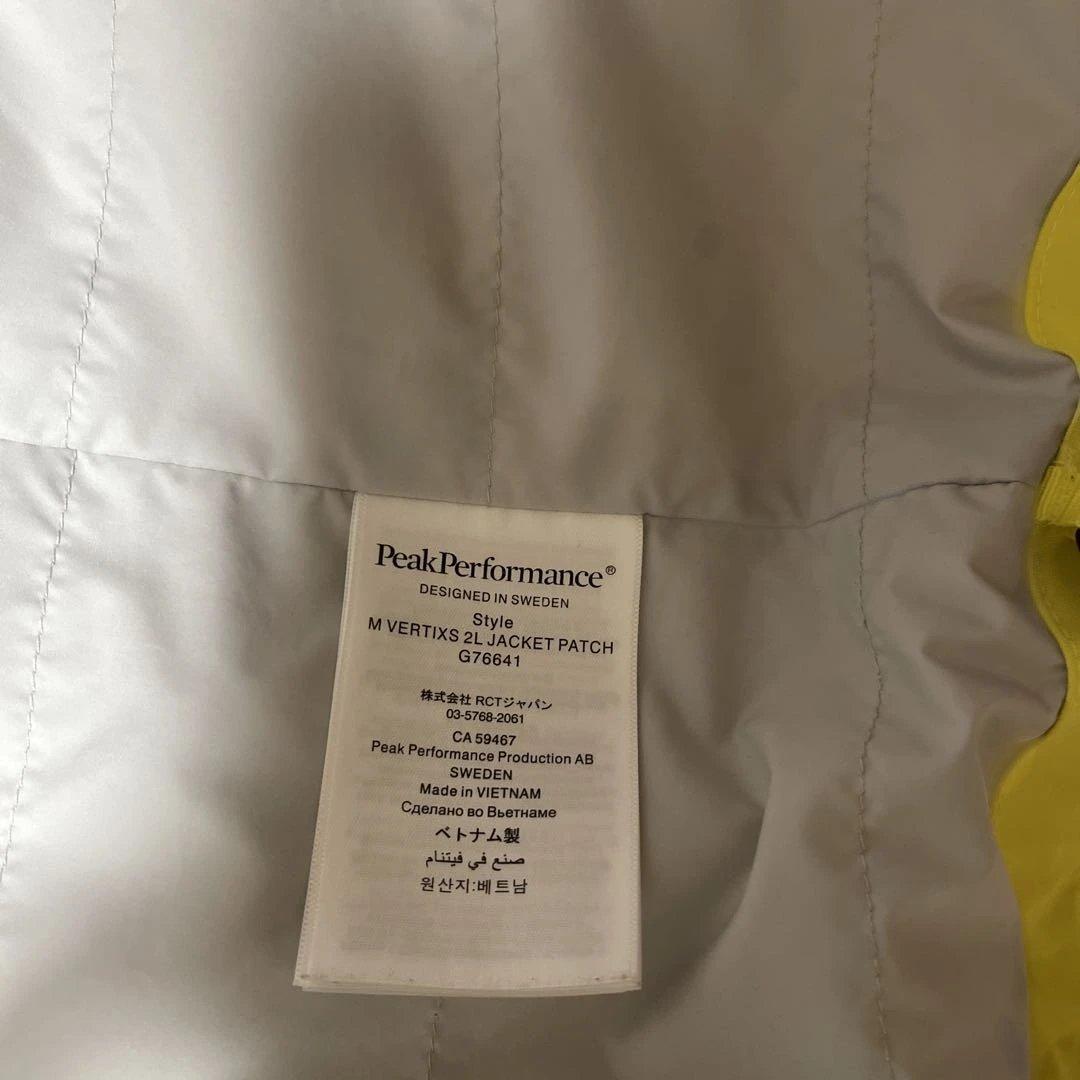 PeakPerformance®
DESIGNED IN SWEDEN
Style
M VERTIXS 2L JACKET PATCH
G76641
株式会社 RCTジャパン
03-5768-2061
CA 59467
Peak Performance Production AB
SWEDEN
Made in VIETNAM
Сделано во Вьетнаме
ベトナム製
صنع في فيتنام
원산지:베트남